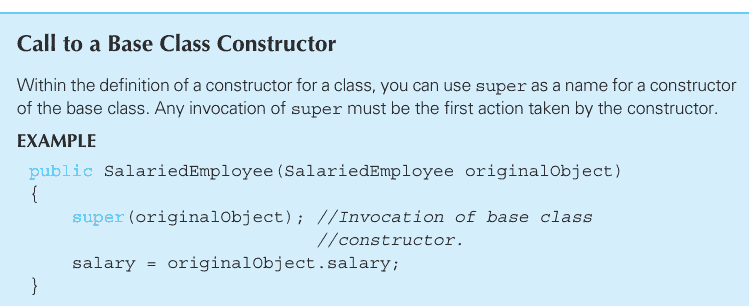 Call to a Base Class Constructor
Within the definition of a constructor for a class, you can use super as a name for a constructor
of the base class. Any invocation of super must be the first action taken by the constructor.
EXAMPLE
public SalariedEmployee(SalariedEmployee originalObject)
{
    super(originalObject); //Invocation of base class
                           //constructor.
    salary = originalObject.salary;
}